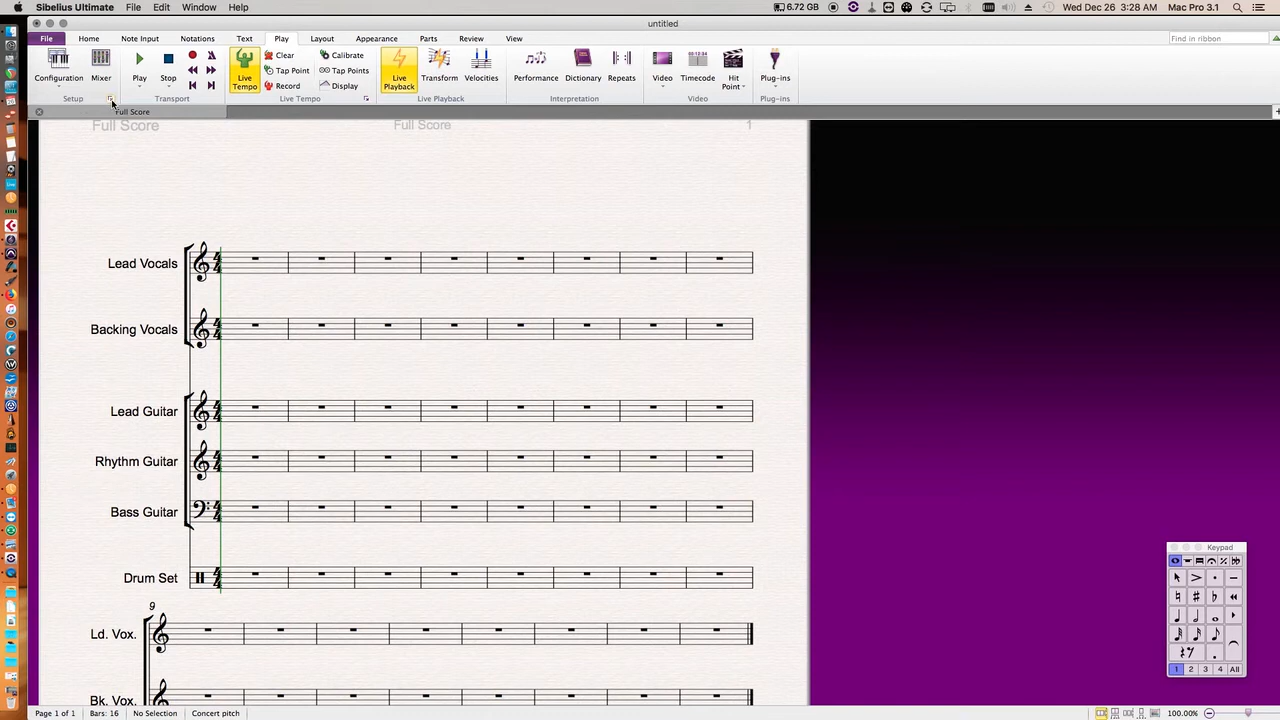 Sibelius Ultimate File Edit Window Help 6.72 GB Wed Dec 26 3:28 AM Mac Pro 3.1
untitled
File Home Note Input Notations Text Play Layout Appearance Parts Review View Find in ribbon
Configuration Mixer Play Stop Live Tempo Clear Tap Point Record Calibrate Tap Points Display Live Playback Transform Velocities Performance Dictionary Repeats Video Timecode Hit Point Plug-ins
Setup Transport Live Tempo Live Playback Interpretation Video Plug-ins
Full Score
Full Score Full Score 1
Lead Vocals
Backing Vocals
Lead Guitar
Rhythm Guitar
Bass Guitar
Drum Set
9
Ld. Vox.
Bk. Vox.
Keypad
1 2 3 4 All
Page 1 of 1 Bars: 16 No Selection Concert pitch 100.00%